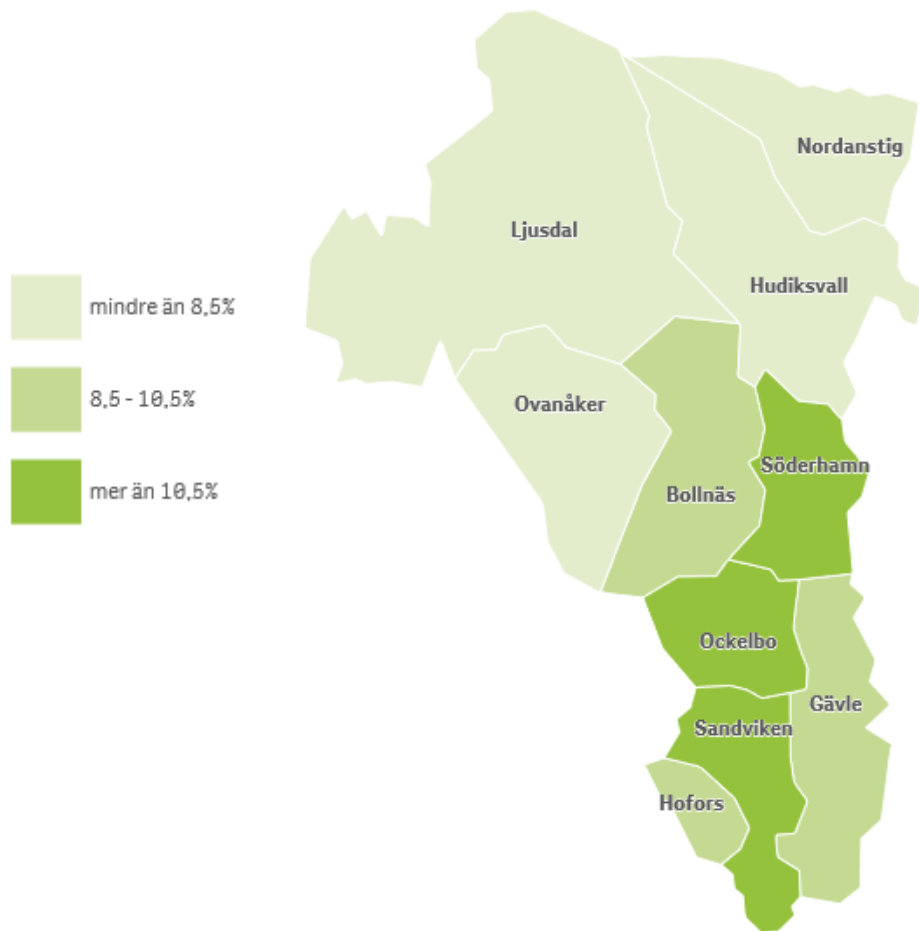 Nordanstig
Ljusdal
Hudiksvall
mindre än 8,5%
8,5 - 10,5%
Ovanåker
Söderhamn
mer än 10,5%
Bollnäs
Ockelbo
Gävle
Sandviken
Hofors